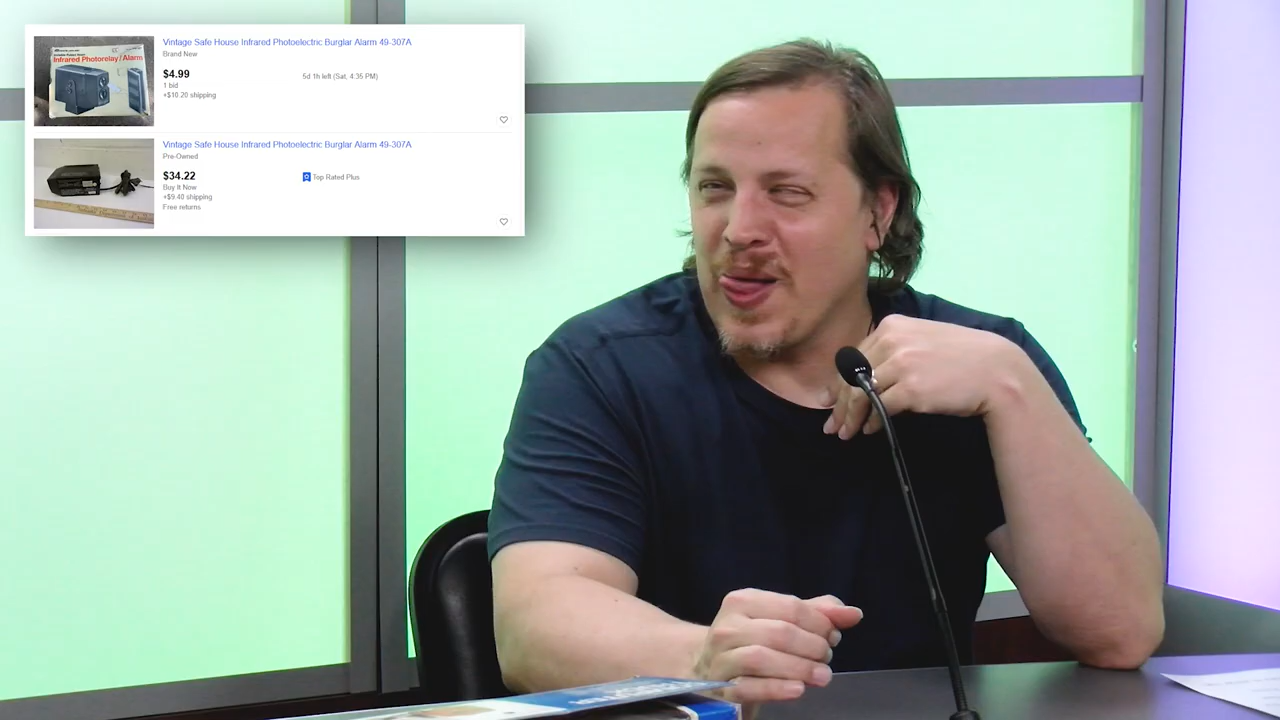 Infrared Photorelay/Alarm
Vintage Safe House Infrared Photoelectric Burglar Alarm 49-307A
Brand New
$4.99
5d 1h left (Sat, 4:35 PM)
1 bid
+$10.20 shipping
Vintage Safe House Infrared Photoelectric Burglar Alarm 49-307A
Pre-Owned
$34.22
Top Rated Plus
Buy It Now
+$9.40 shipping
Free returns